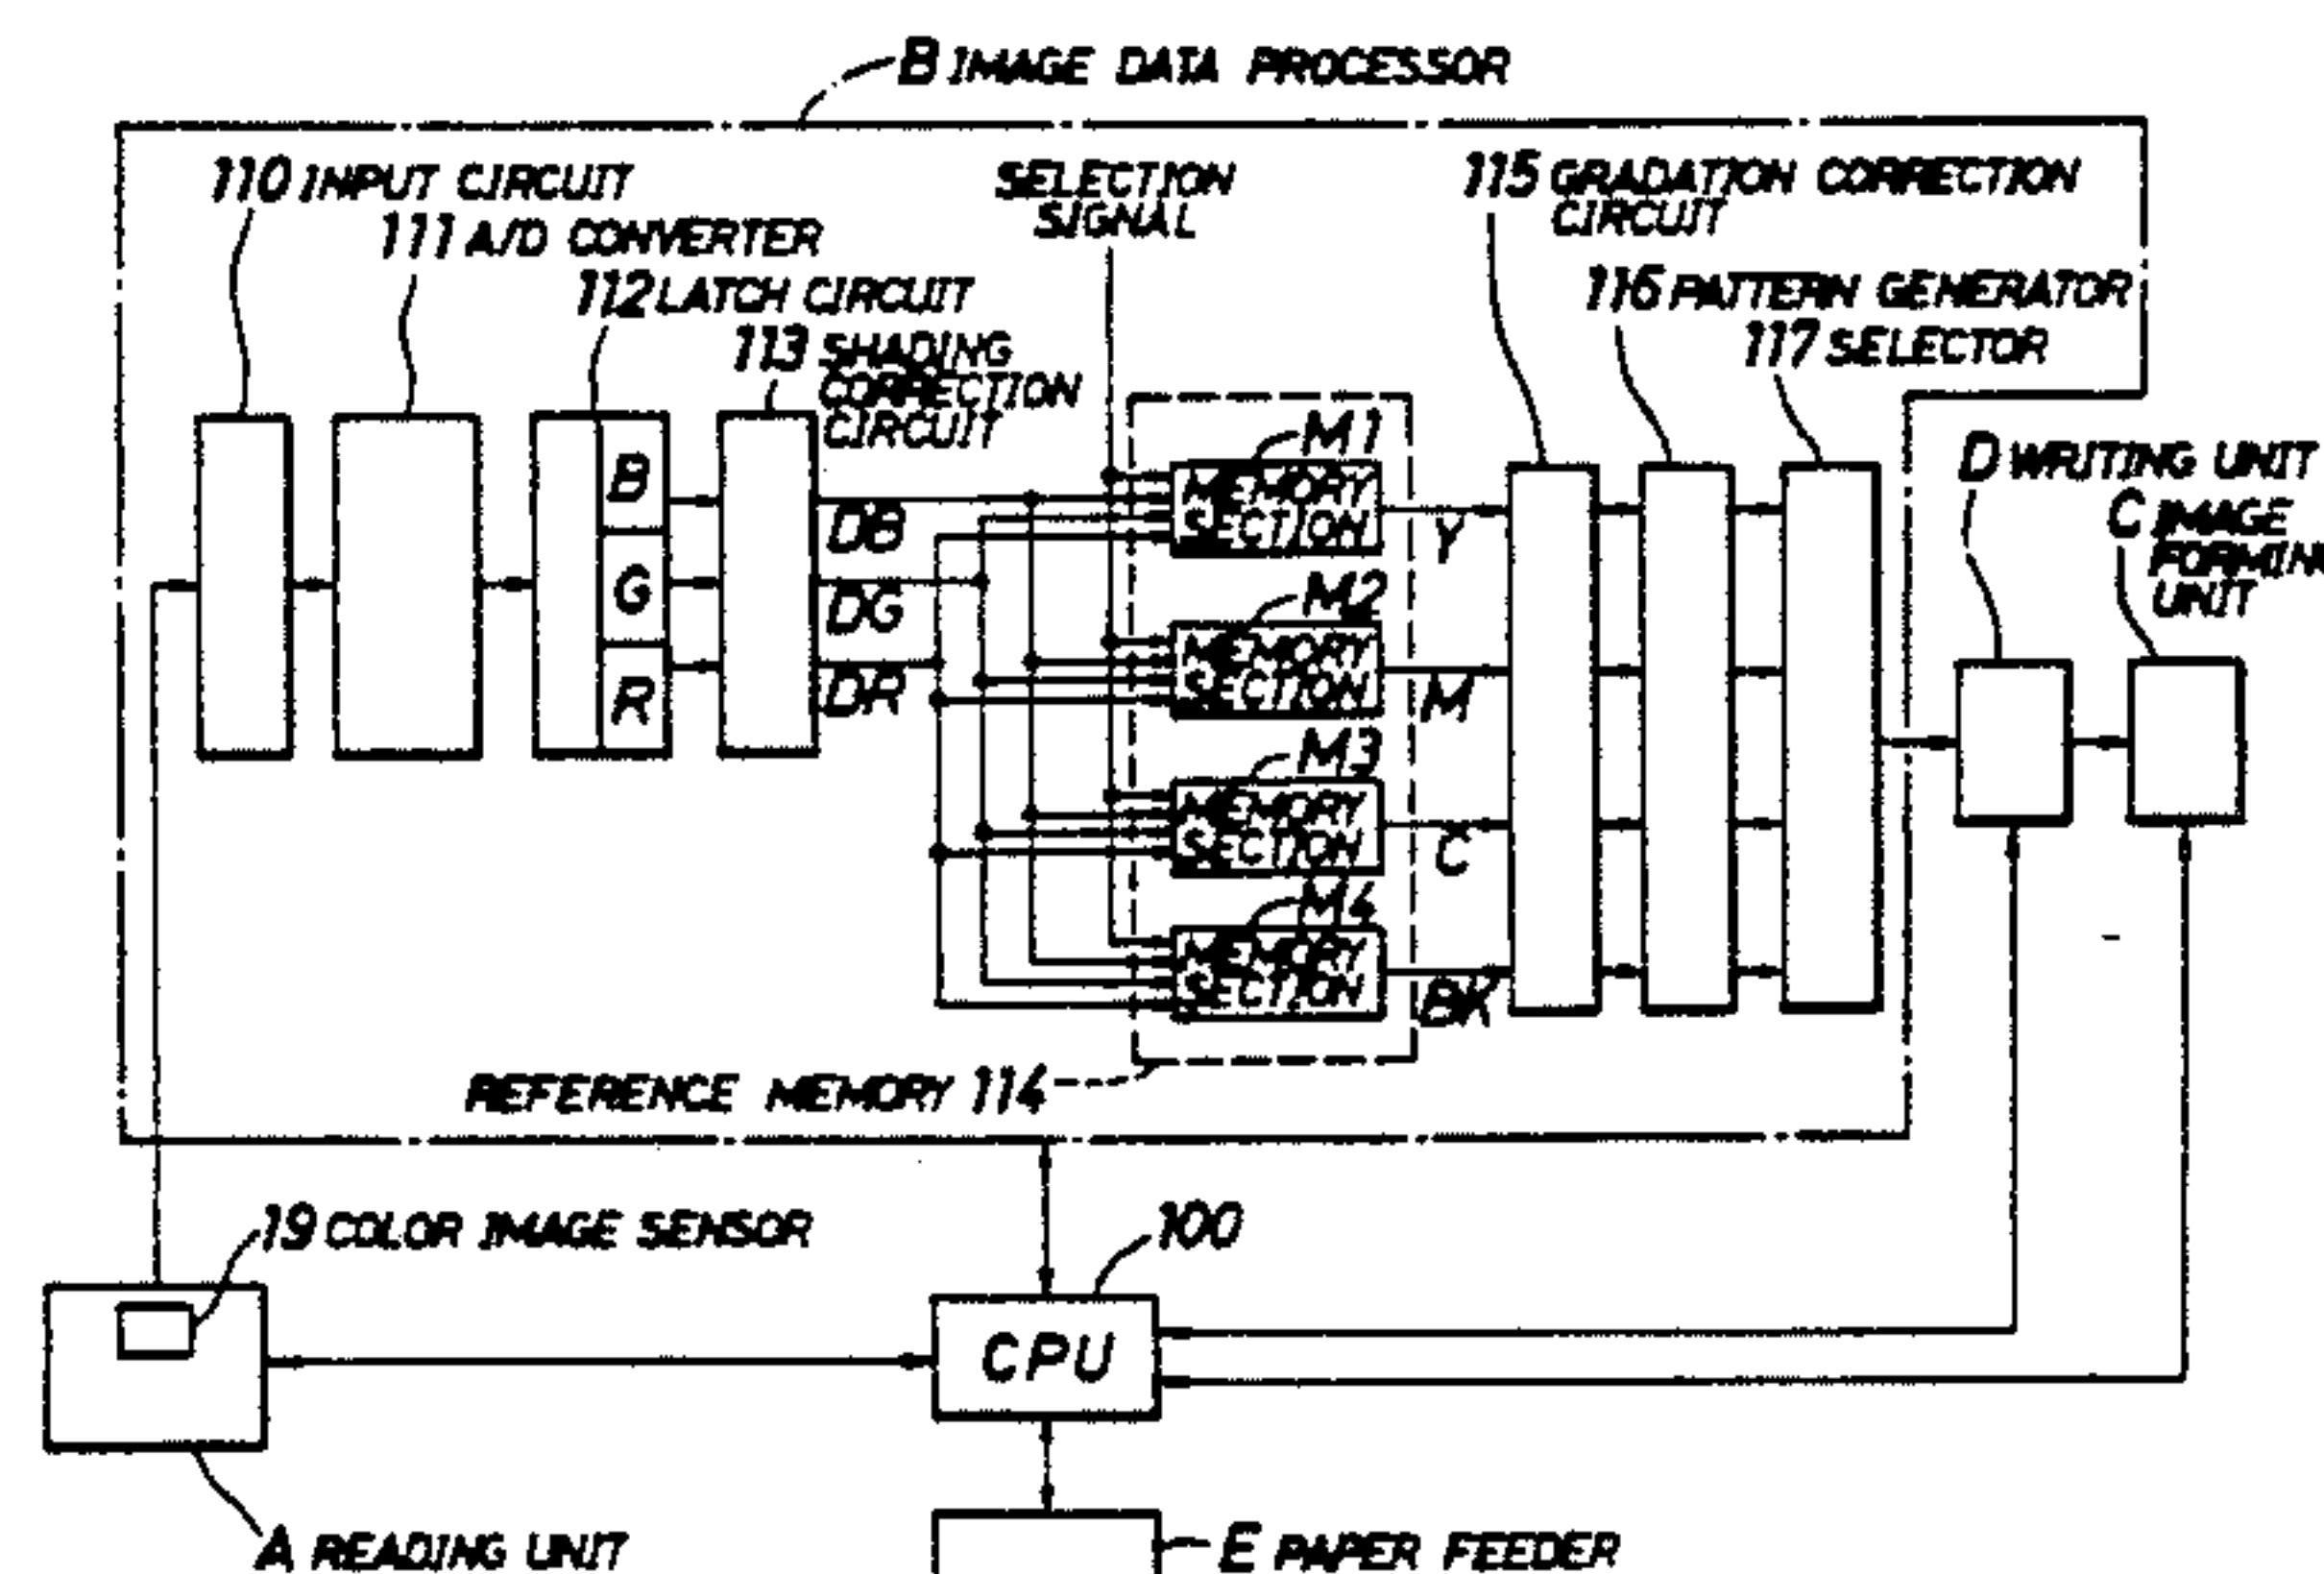 B IMAGE DATA PROCESSOR
110 INPUT CIRCUIT
111 A/D CONVERTER
112 LATCH CIRCUIT
113 SHADING
CORRECTION
CIRCUIT
SELECTION
SIGNAL
115 GRADATION CORRECTION
CIRCUIT
116 PATTERN GENERATOR
117 SELECTOR
D WRITING UNIT
C IMAGE
FORMING
UNIT
B
G
R
DB
DG
DR
M1
MEMORY
SECTION
Y
M2
MEMORY
SECTION
M
M3
MEMORY
SECTION
C
M4
MEMORY
SECTION
BK
REFERENCE MEMORY 114
19 COLOR IMAGE SENSOR
100
CPU
A READING UNIT
E PAPER FEEDER